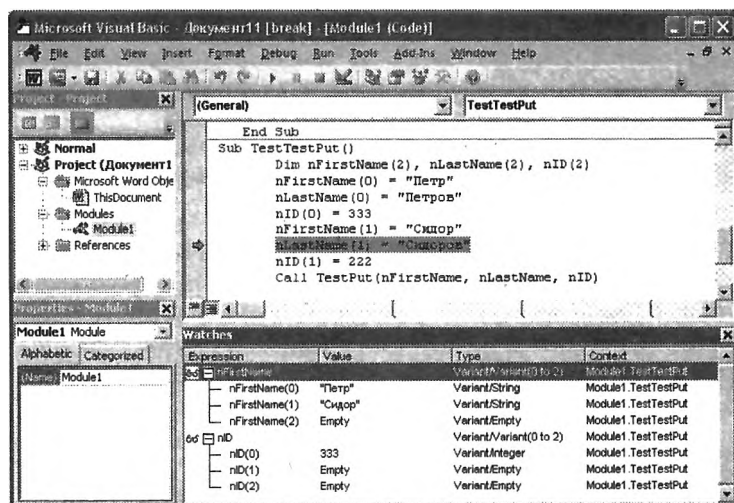 Microsoft Visual Basic - Документ11 [break] - [Module1 (Code)]
File Edit View Insert Format Debug Run Tools Add-Ins Window Help
Project - Project
(General) TestTestPut
Normal
Project (Документ1
Microsoft Word Obje
ThisDocument
Modules
Module1
References
End Sub
Sub TestTestPut()
Dim nFirstName(2), nLastName(2), nID(2)
nFirstName(0) = "Петр"
nLastName(0) = "Петров"
nID(0) = 333
nFirstName(1) = "Сидор"
nLastName(1) = "Сидоров"
nID(1) = 222
Call TestPut(nFirstName, nLastName, nID)
Properties - Module1
Module1 Module
Alphabetic Categorized
(Name) Module1
Watches
Expression Value Type Context
nFirstName Variant/Variant(0 to 2) Module1.TestTestPut
nFirstName(0) "Петр" Variant/String Module1.TestTestPut
nFirstName(1) "Сидор" Variant/String Module1.TestTestPut
nFirstName(2) Empty Variant/Empty Module1.TestTestPut
nID Variant/Variant(0 to 2) Module1.TestTestPut
nID(0) 333 Variant/Integer Module1.TestTestPut
nID(1) Empty Variant/Empty Module1.TestTestPut
nID(2) Empty Variant/Empty Module1.TestTestPut